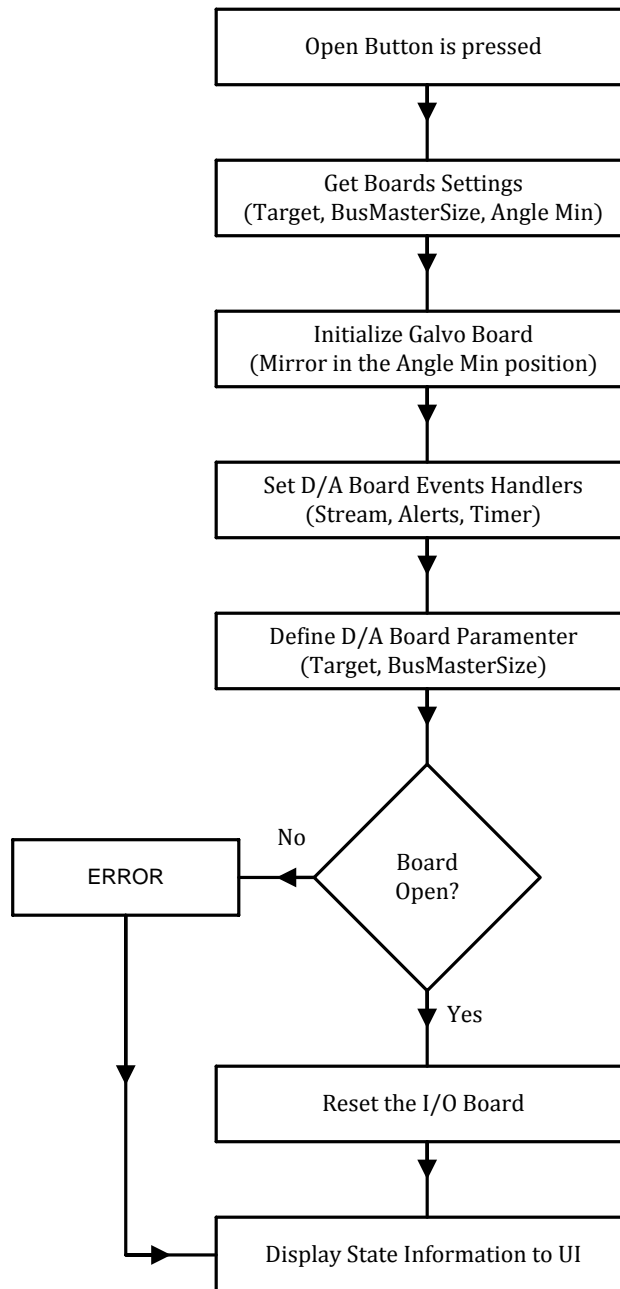 Open Button is pressed
Get Boards Settings
(Target, BusMasterSize, Angle Min)
Initialize Galvo Board
(Mirror in the Angle Min position)
Set D/A Board Events Handlers
(Stream, Alerts, Timer)
Define D/A Board Paramenter
(Target, BusMasterSize)
No
Board
Open?
ERROR
Yes
Reset the I/O Board
Display State Information to UI